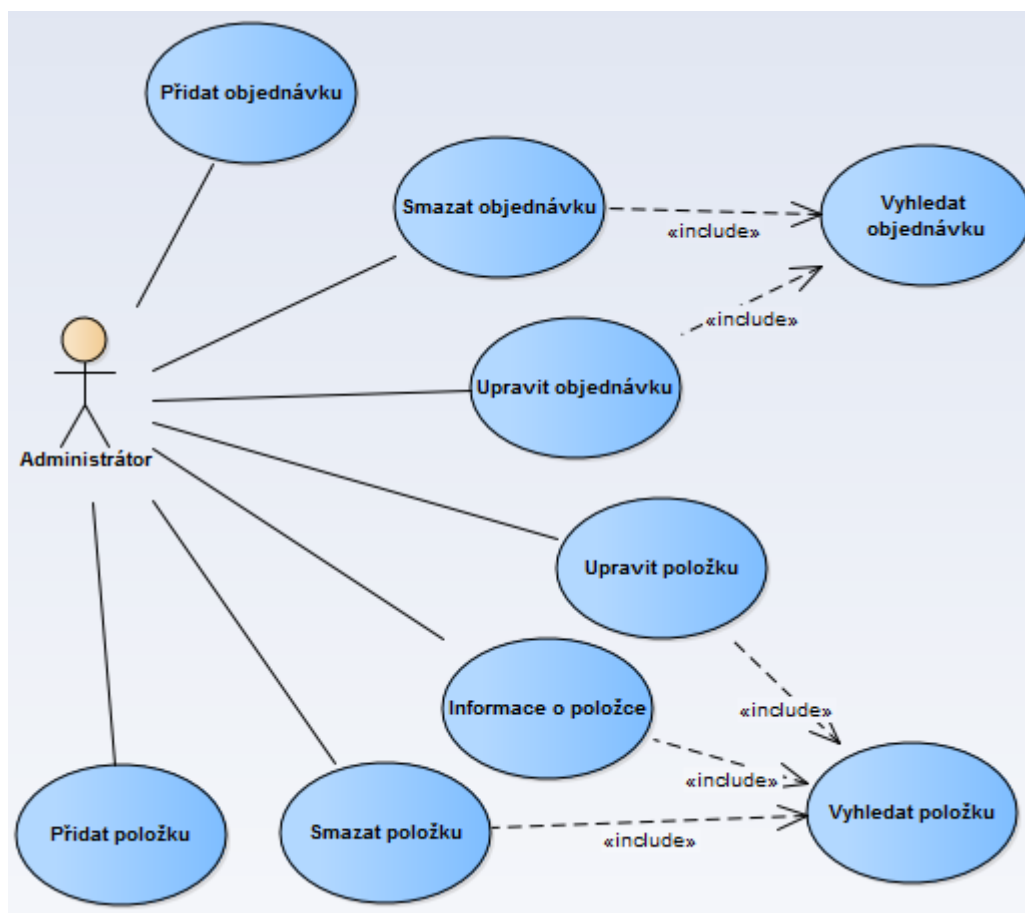 Přidat objednávku
Smazat objednávku
Vyhledat
objednávku
«include»
«include»
Upravit objednávku
Administrátor
Upravit položku
Informace o položce
«include»
«include»
Přidat položku
Smazat položku
«include»
Vyhledat položku